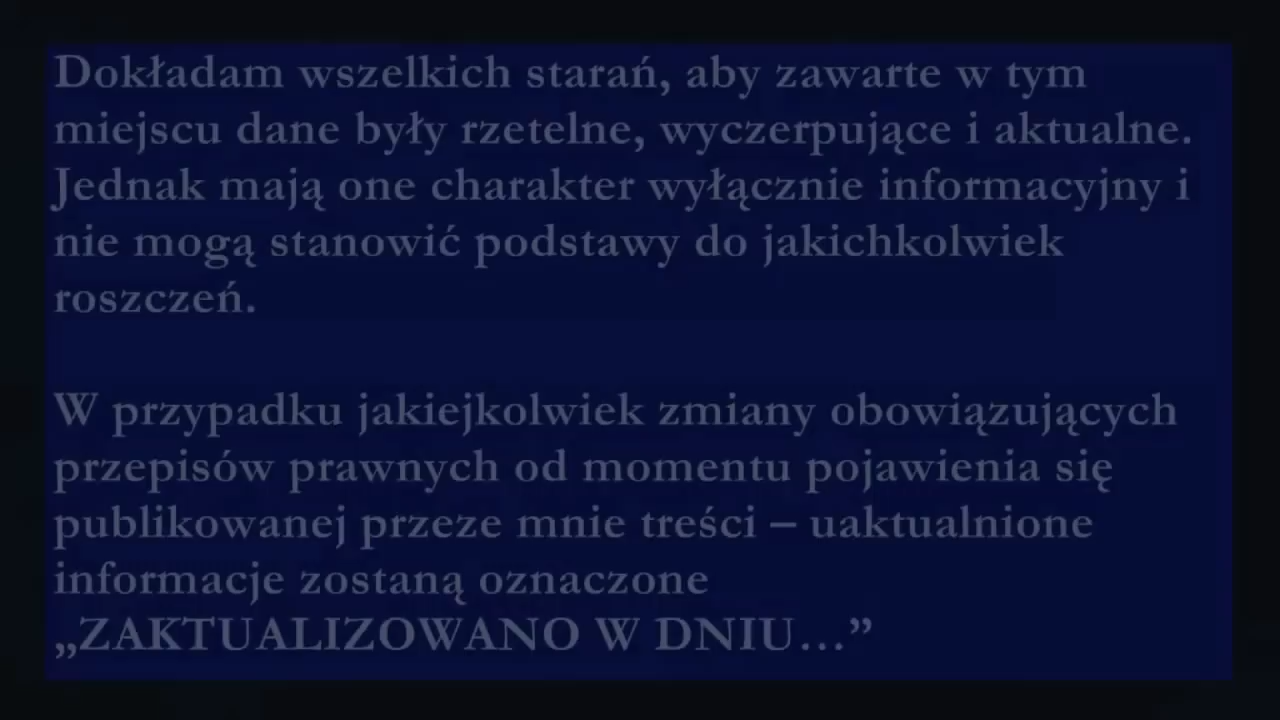 Dokładam wszelkich starań, aby zawarte w tym
miejscu dane były rzetelne, wyczerpujące i aktualne.
Jednak mają one charakter wyłącznie informacyjny i
nie mogą stanowić podstawy do jakichkolwiek
roszczeń.
W przypadku jakiejkolwiek zmiany obowiązujących
przepisów prawnych od momentu pojawienia się
publikowanej przeze mnie treści – uaktualnione
informacje zostaną oznaczone
„ZAKTUALIZOWANO W DNIU…”